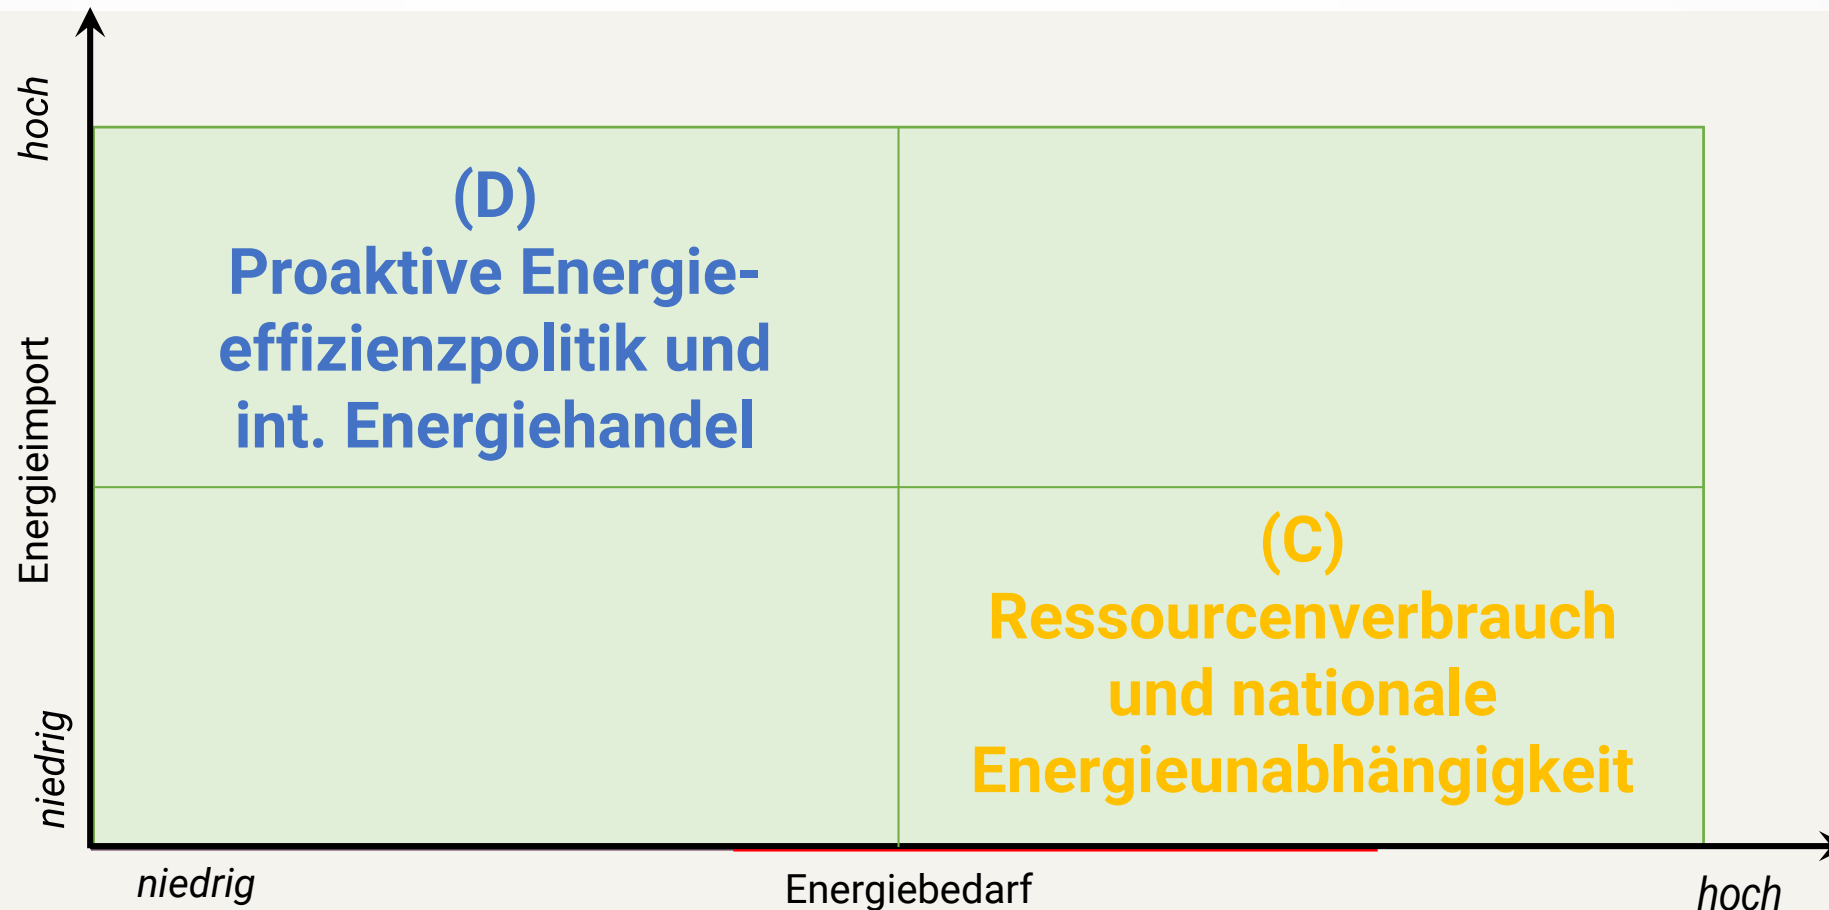 hoch
Energieimport
niedrig
(D)
Proaktive Energie-
effizienzpolitik und
int. Energiehandel
(C)
Ressourcenverbrauch
und nationale
Energieunabhängigkeit
niedrig
Energiebedarf
hoch